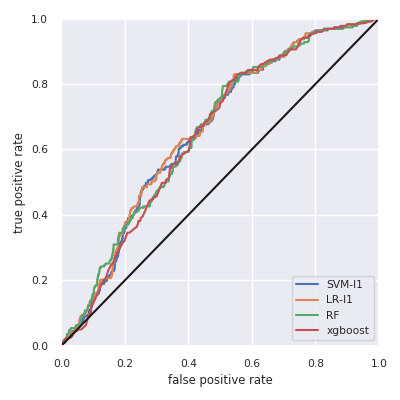 1.0
0.8
0.6
0.4
0.2
0.0
true positive rate
SVM-l1
LR-l1
RF
xgboost
0.0 0.2 0.4 0.6 0.8 1.0
false positive rate